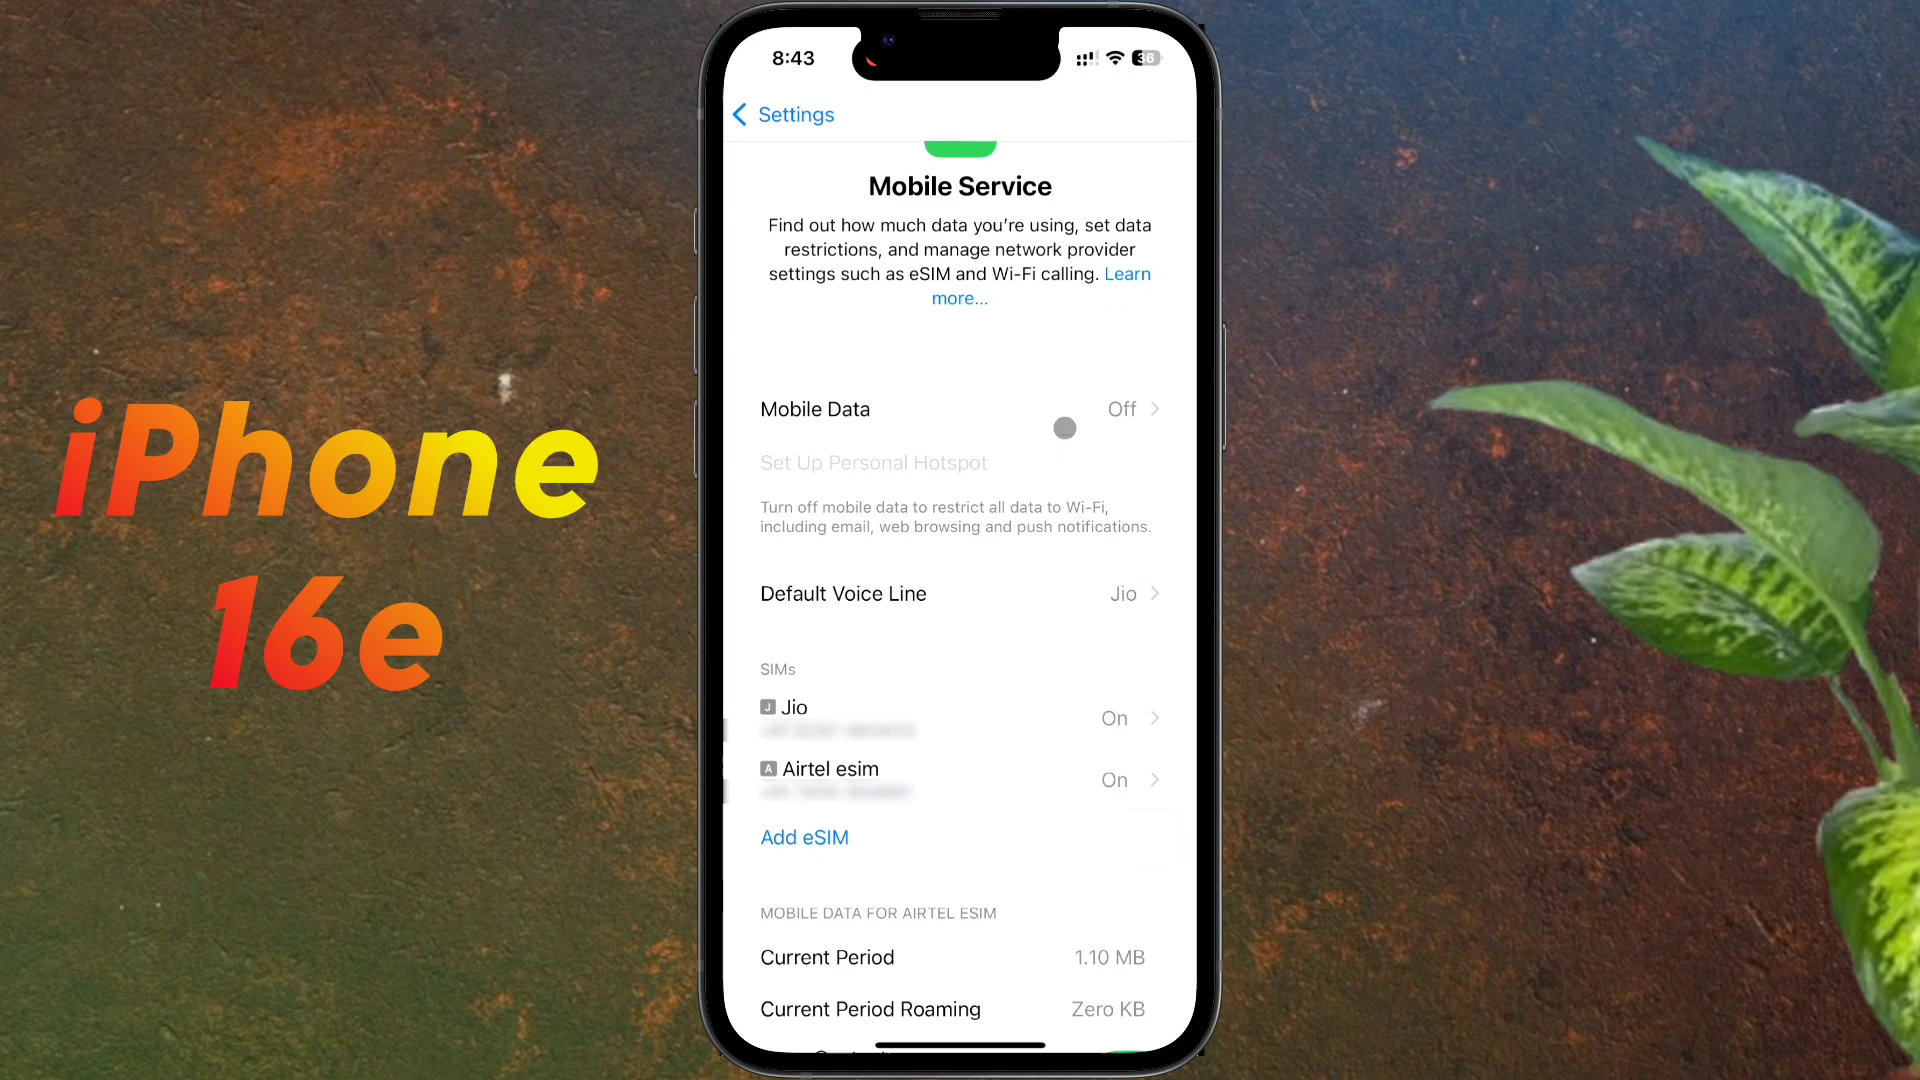 iPhone
16e
8:43
36
Settings
Mobile Service
Find out how much data you're using, set data
restrictions, and manage network provider
settings such as eSIM and Wi-Fi calling. Learn
more...
Mobile Data
Off
Set Up Personal Hotspot
Turn off mobile data to restrict all data to Wi-Fi,
including email, web browsing and push notifications.
Default Voice Line
Jio
SIMs
J Jio
On
A Airtel esim
On
Add eSIM
MOBILE DATA FOR AIRTEL ESIM
Current Period
1.10 MB
Current Period Roaming
Zero KB